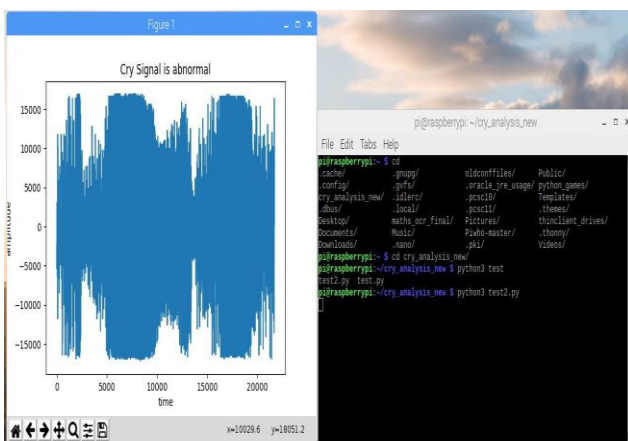 Figure 1
Cry Signal is abnormal
15000
10000
5000
0
−5000
−10000
−15000
amplitude
0 5000 10000 15000 20000
time
x=10029.6 y=18051.2
pi@raspberrypi: ~/cry_analysis_new
File Edit Tabs Help
pi@raspberrypi:~ $ cd
.cache/ .gnupg/ oldconffiles/ Public/
.config/ .gvfs/ .oracle_jre_usage/ python_games/
cry_analysis_new/ .idlerc/ .pcsc10/ Templates/
.dbus/ .local/ .pcsc11/ .themes/
Desktop/ maths_ocr_final/ Pictures/ thinclient_drives/
Documents/ Music/ Piwho-master/ .thonny/
Downloads/ .nano/ .pki/ Videos/
pi@raspberrypi:~ $ cd cry_analysis_new/
pi@raspberrypi:~/cry_analysis_new $ python3 test
test2.py test.py
pi@raspberrypi:~/cry_analysis_new $ python3 test2.py